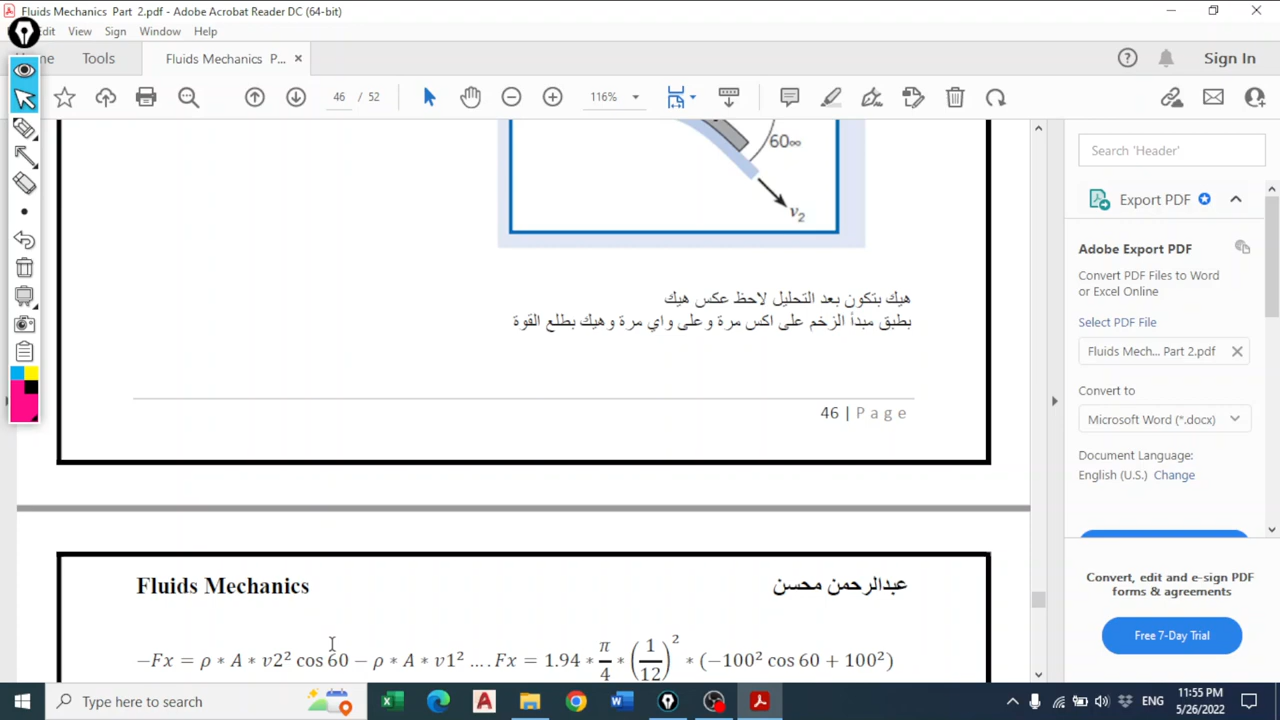 Fluids Mechanics Part 2.pdf - Adobe Acrobat Reader DC (64-bit)
View Sign Window Help
Tools
Fluids Mechanics P... ×
Sign In
46 / 52
116%
60∞
v2
هيك بتكون بعد التحليل لاحظ عكس هيك
بطبق مبدأ الزخم على اكس مرة وعلى واي مرة وهيك بطلع القوة
46 | Page
Fluids Mechanics
عبدالرحمن محسن
−Fx = ρ ∗ A ∗ v2² cos 60 − ρ ∗ A ∗ v1² .... Fx = 1.94 ∗ π/4 ∗ (1/12)² ∗ (−100² cos 60 + 100²)
Search 'Header'
Export PDF
Adobe Export PDF
Convert PDF Files to Word
or Excel Online
Select PDF File
Fluids Mech... Part 2.pdf ×
Convert to
Microsoft Word (*.docx)
Document Language:
English (U.S.) Change
Convert, edit and e-sign PDF
forms & agreements
Free 7-Day Trial
Type here to search
ENG
11:55 PM
5/26/2022